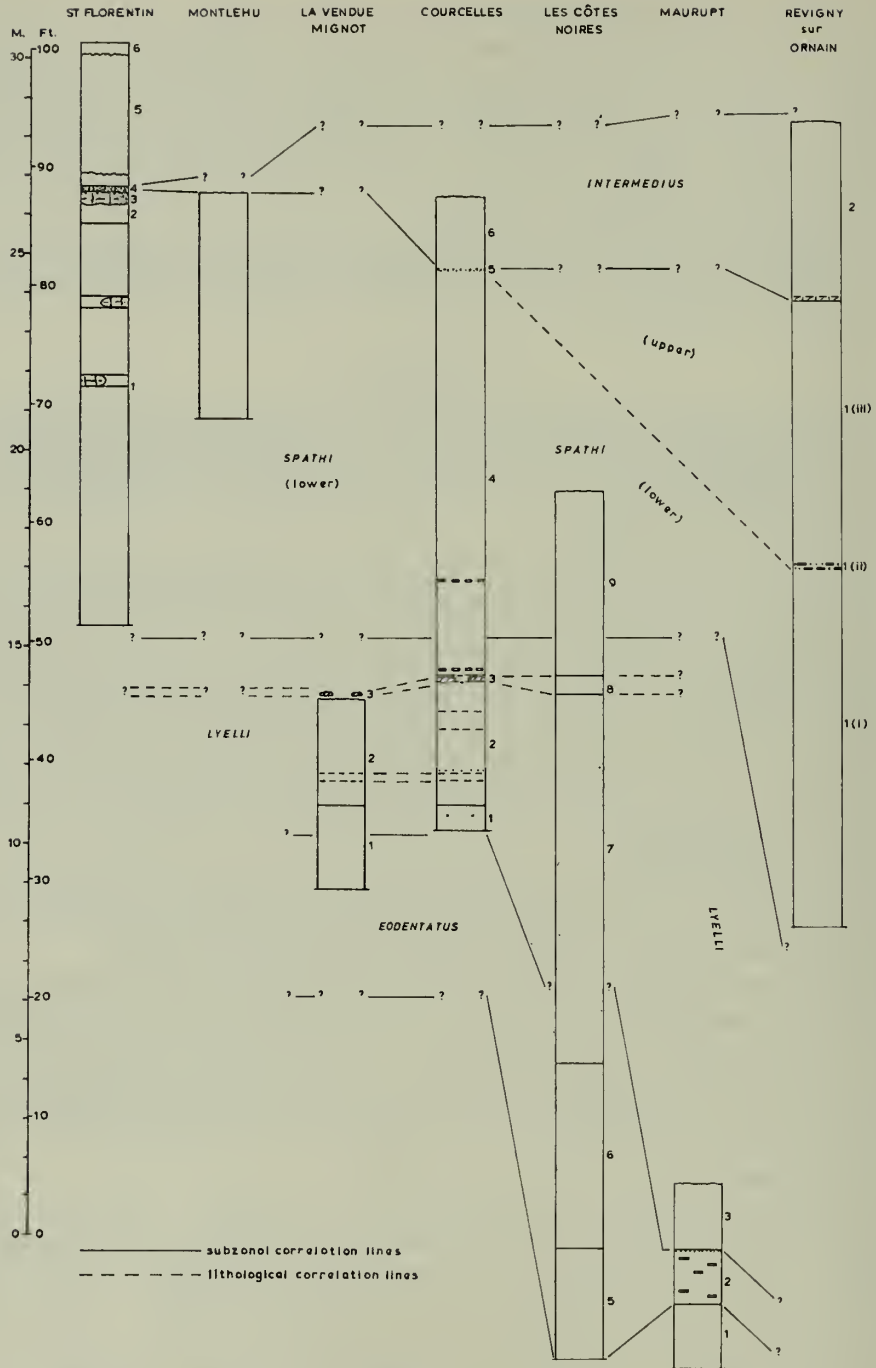 ST FLORENTIN MONTLEHU LA VENDUE MIGNOT COURCELLES LES CÔTES NOIRES MAURUPT REVIGNY sur ORNAIN
M. Ft.
30 100 6
5
? ? ? ? ? ? ? ? ? ? ?
90 ? ? INTERMEDIUS
4
3 ? ?
2 6 2
25
5 ? ? ? ?
80
(upper)
1
70 1(iii)
20 SPATHI 4 SPATHI
(lower) (lower)
60
9 1(ii)
15 50 ? ? ? ? ? ? ? ?
3 3 ?
? ? ? 8 ?
LYELLI 1(i)
40 2 2
1
10 ? 1 7
30
LYELLI
EODENTATUS ?
20 ? ? ? ? ? ? ?
5
10
6
3
0 0
subzonal correlation lines
lithological correlation lines
2
5 ?
1 ?